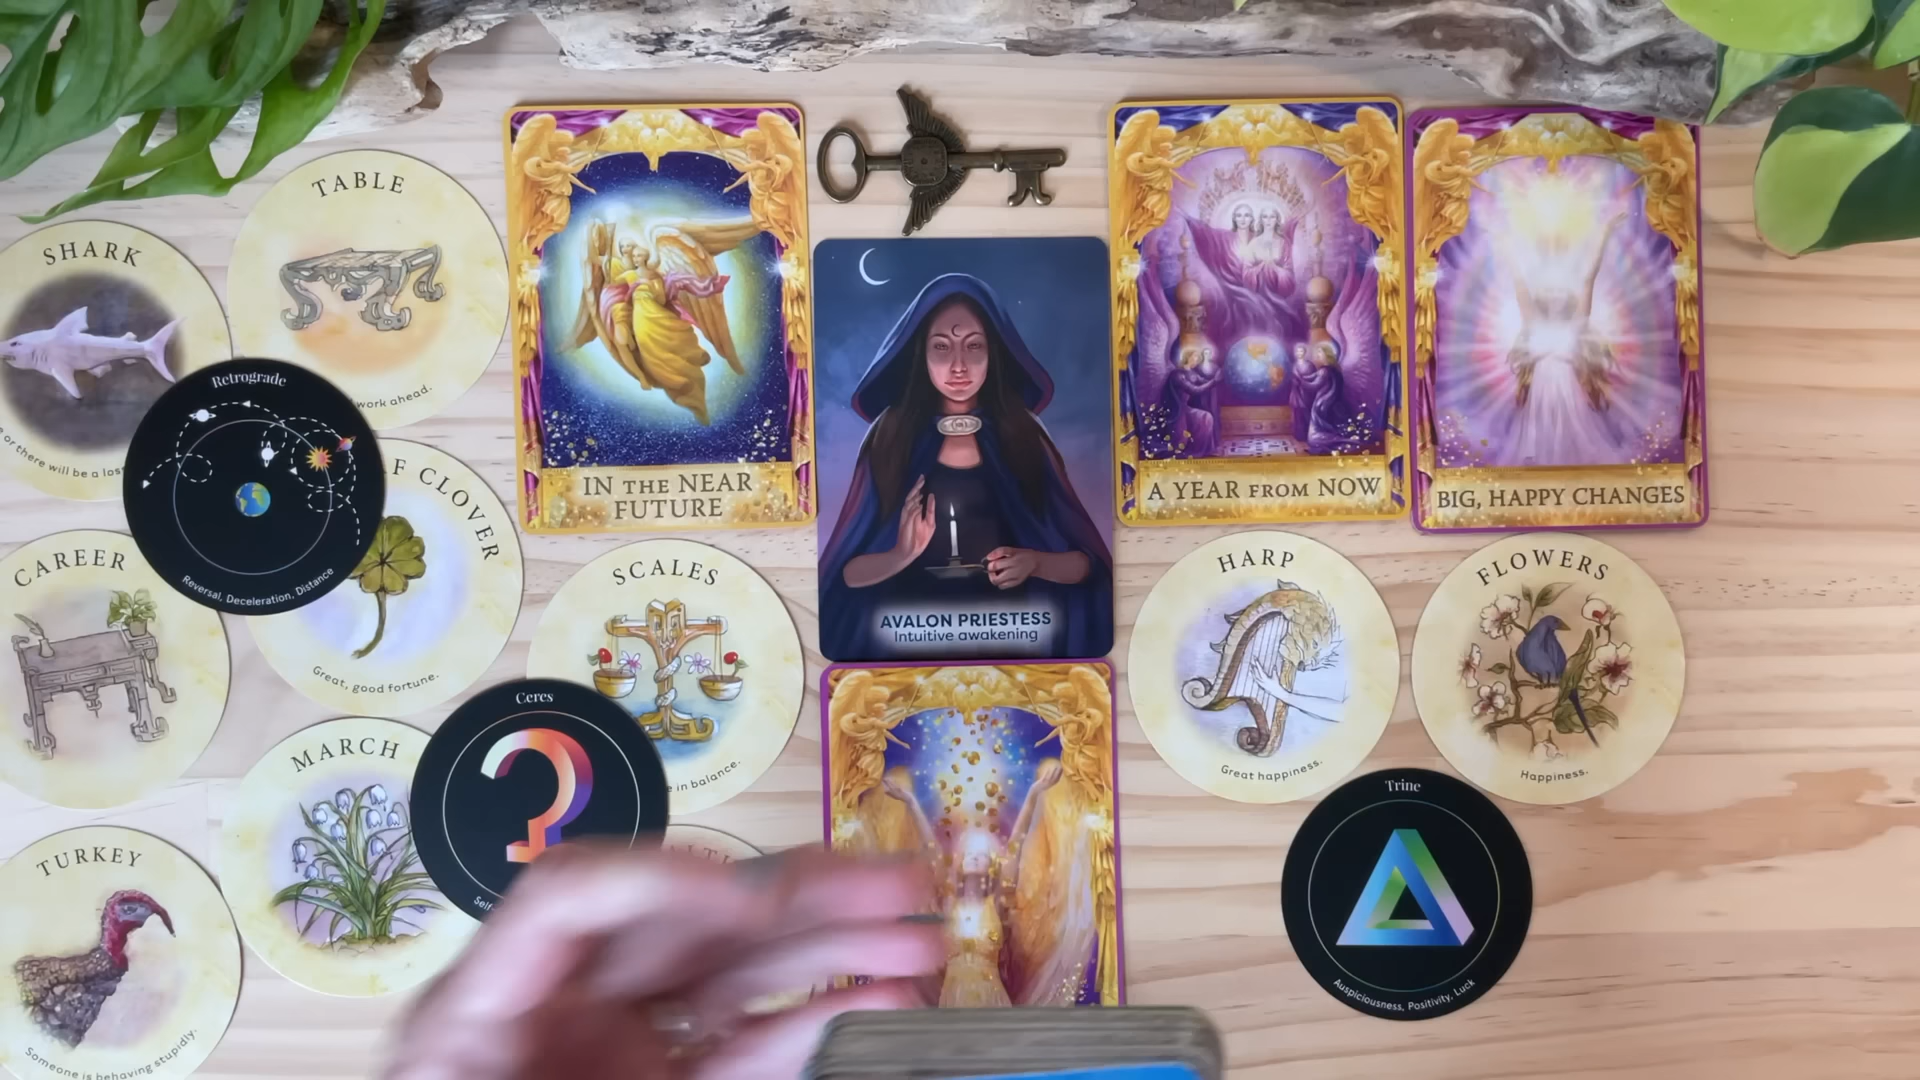 TABLE
work ahead.
SHARK
or there will be a
Retrograde
Reversal, Deceleration, Distance
F CLOVER
Great, good fortune.
CAREER
IN THE NEAR
FUTURE
AVALON PRIESTESS
Intuitive awakening
A YEAR FROM NOW
BIG, HAPPY CHANGES
SCALES
in balance.
HARP
Great happiness.
FLOWERS
Happiness.
Ceres
Self-
MARCH
TURKEY
Someone is behaving stupidly.
Trine
Auspiciousness, Positivity, Luck